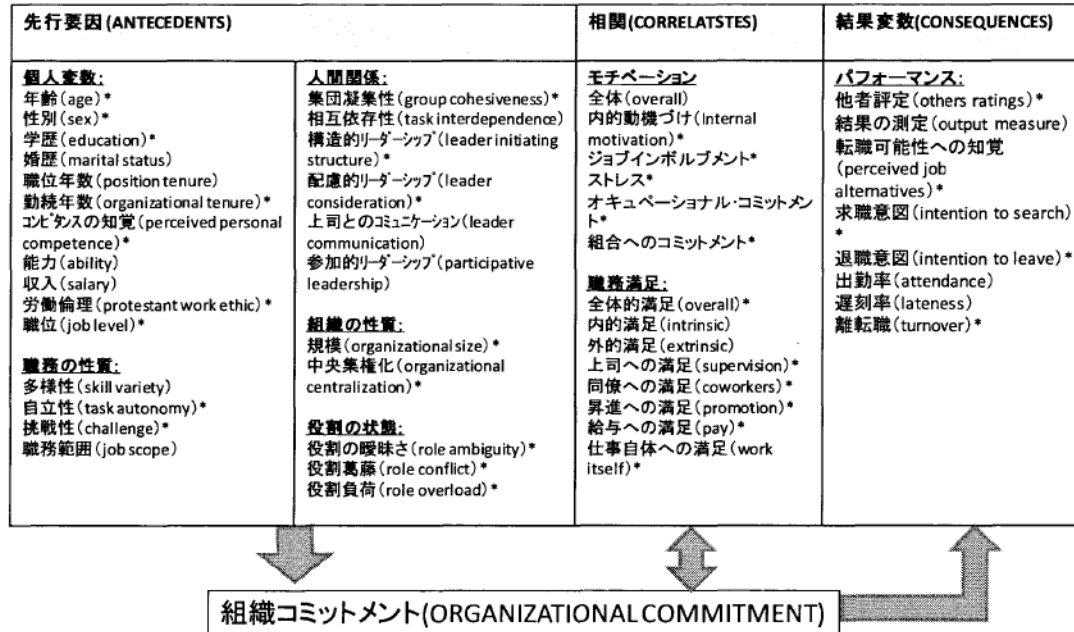 先行要因(ANTECEDENTS)
個人変数:
年齢(age)*
性別(sex)*
学歴(education)*
婚歴(marital status)
職位年数(position tenure)
勤続年数(organizational tenure)*
コンピタンスの知覚(perceived personal
competence)*
能力(ability)
収入(salary)
労働倫理(protestant work ethic)*
職位(job level)*
職務の性質:
多様性(skill variety)
自立性(task autonomy)*
挑戦性(challenge)*
職務範囲(job scope)
人間関係:
集団凝集性(group cohesiveness)*
相互依存性(task interdependence)
構造的リーダーシップ(leader initiating
structure)*
配慮的リーダーシップ(leader
consideration)*
上司とのコミュニケーション(leader
communication)
参加的リーダーシップ(participative
leadership)
組織の性質:
規模(organizational size)*
中央集権化(organizational
centralization)*
役割の状態:
役割の曖昧さ(role ambiguity)*
役割葛藤(role conflict)*
役割負荷(role overload)*
相関(CORRELATSTES)
モチベーション
全体(overall)
内的動機づけ(Internal
motivation)*
ジョブインボルブメント*
ストレス*
オキュペーショナル・コミットメント
*
組合へのコミットメント*
職務満足:
全体的満足(overall)*
内的満足(intrinsic)
外的満足(extrinsic)
上司への満足(supervision)*
同僚への満足(coworkers)*
昇進への満足(promotion)*
給与への満足(pay)*
仕事自体への満足(work
itself)*
結果変数(CONSEQUENCES)
パフォーマンス:
他者評定(others ratings)*
結果の測定(output measure)
転職可能性への知覚
(perceived job
alternatives)*
求職意図(intention to search)
*
退職意図(intention to leave)*
出勤率(attendance)
遅刻率(lateness)
離転職(turnover)*
組織コミットメント(ORGANIZATIONAL COMMITMENT)